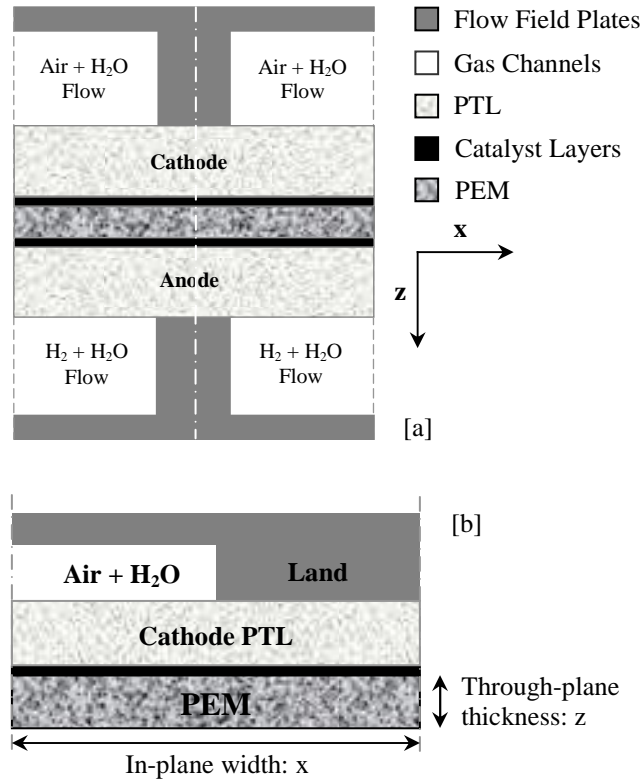 Flow Field Plates
Gas Channels
PTL
Catalyst Layers
PEM
Air + H₂O
Flow
Air + H₂O
Flow
Cathode
Anode
x
z
H₂ + H₂O
Flow
H₂ + H₂O
Flow
[a]
[b]
Air + H₂O
Land
Cathode PTL
PEM
Through-plane
thickness: z
In-plane width: x